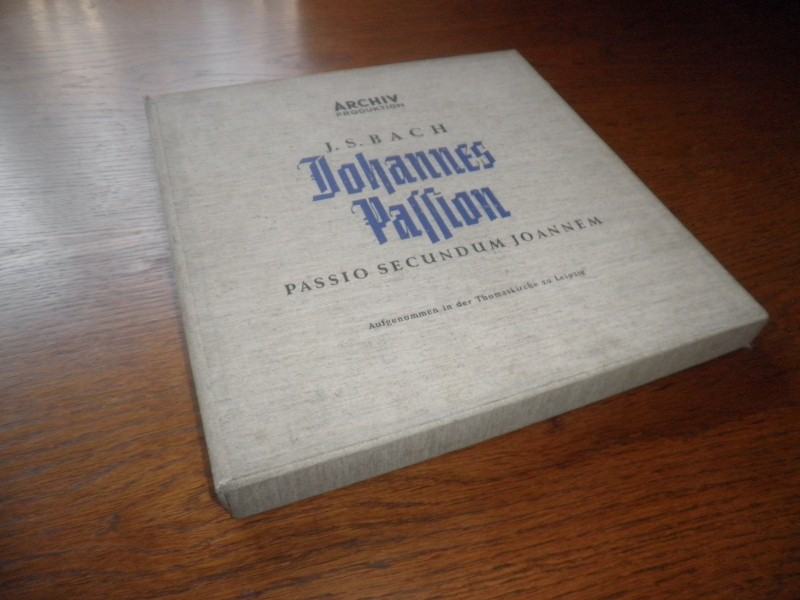 ARCHIV
PRODUKTION
J. S. BACH
Johannes
Passion
PASSIO SECUNDUM JOANNEM
Aufgenommen in der Thomaskirche zu Leipzig